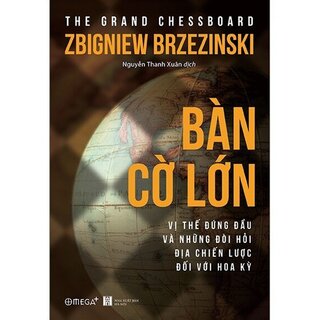 THE GRAND CHESSBOARD
ZBIGNIEW BRZEZINSKI
Nguyễn Thanh Xuân dịch
BÀN
CỜ LỚN
VỊ THẾ ĐỨNG ĐẦU
VÀ NHỮNG ĐÒI HỎI
ĐỊA CHIẾN LƯỢC
ĐỐI VỚI HOA KỲ
OMEGA+